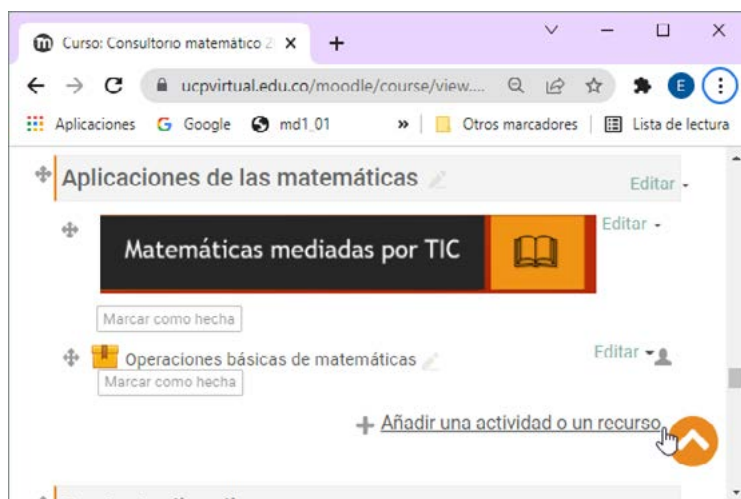 Curso: Consultorio matemático 2
ucpvirtual.edu.co/moodle/course/view....
E
Aplicaciones
Google
md1_01
»
Otros marcadores
Lista de lectura
Aplicaciones de las matemáticas
Editar
Editar
Matemáticas mediadas por TIC
Marcar como hecha
Operaciones básicas de matemáticas
Editar
Marcar como hecha
Añadir una actividad o un recurso